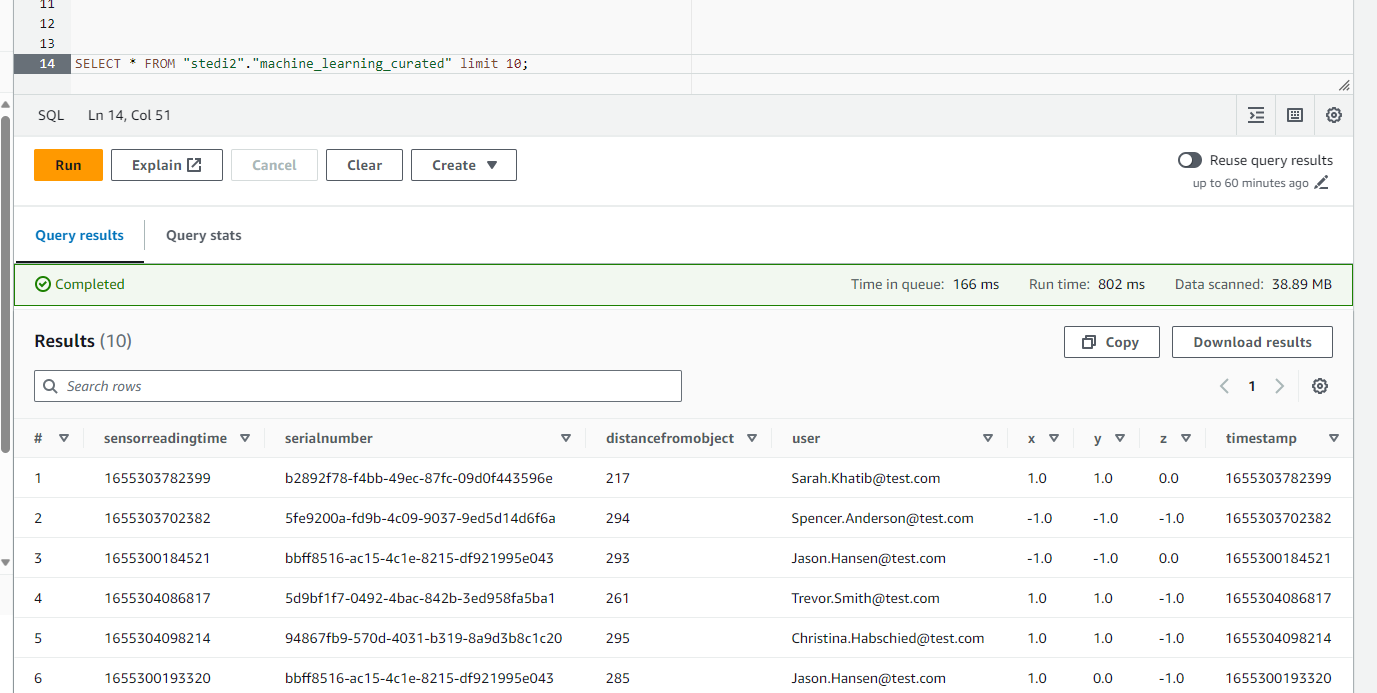 11
12
13
14 SELECT * FROM "stedi2"."machine_learning_curated" limit 10;
SQL Ln 14, Col 51
Run Explain Cancel Clear Create Reuse query results
up to 60 minutes ago
Query results Query stats
Completed Time in queue: 166 ms Run time: 802 ms Data scanned: 38.89 MB
Results (10) Copy Download results
Search rows 1
# sensorreadingtime serialnumber distancefromobject user x y z timestamp
1 1655303782399 b2892f78-f4bb-49ec-87fc-09d0f443596e 217 Sarah.Khatib@test.com 1.0 1.0 0.0 1655303782399
2 1655303702382 5fe9200a-fd9b-4c09-9037-9ed5d14d6f6a 294 Spencer.Anderson@test.com -1.0 -1.0 -1.0 1655303702382
3 1655300184521 bbff8516-ac15-4c1e-8215-df921995e043 293 Jason.Hansen@test.com -1.0 -1.0 0.0 1655300184521
4 1655304086817 5d9bf1f7-0492-4bac-842b-3ed958fa5ba1 261 Trevor.Smith@test.com 1.0 1.0 -1.0 1655304086817
5 1655304098214 94867fb9-570d-4031-b319-8a9d3b8c1c20 295 Christina.Habschied@test.com 1.0 1.0 -1.0 1655304098214
6 1655300193320 bbff8516-ac15-4c1e-8215-df921995e043 285 Jason.Hansen@test.com 1.0 0.0 -1.0 1655300193320